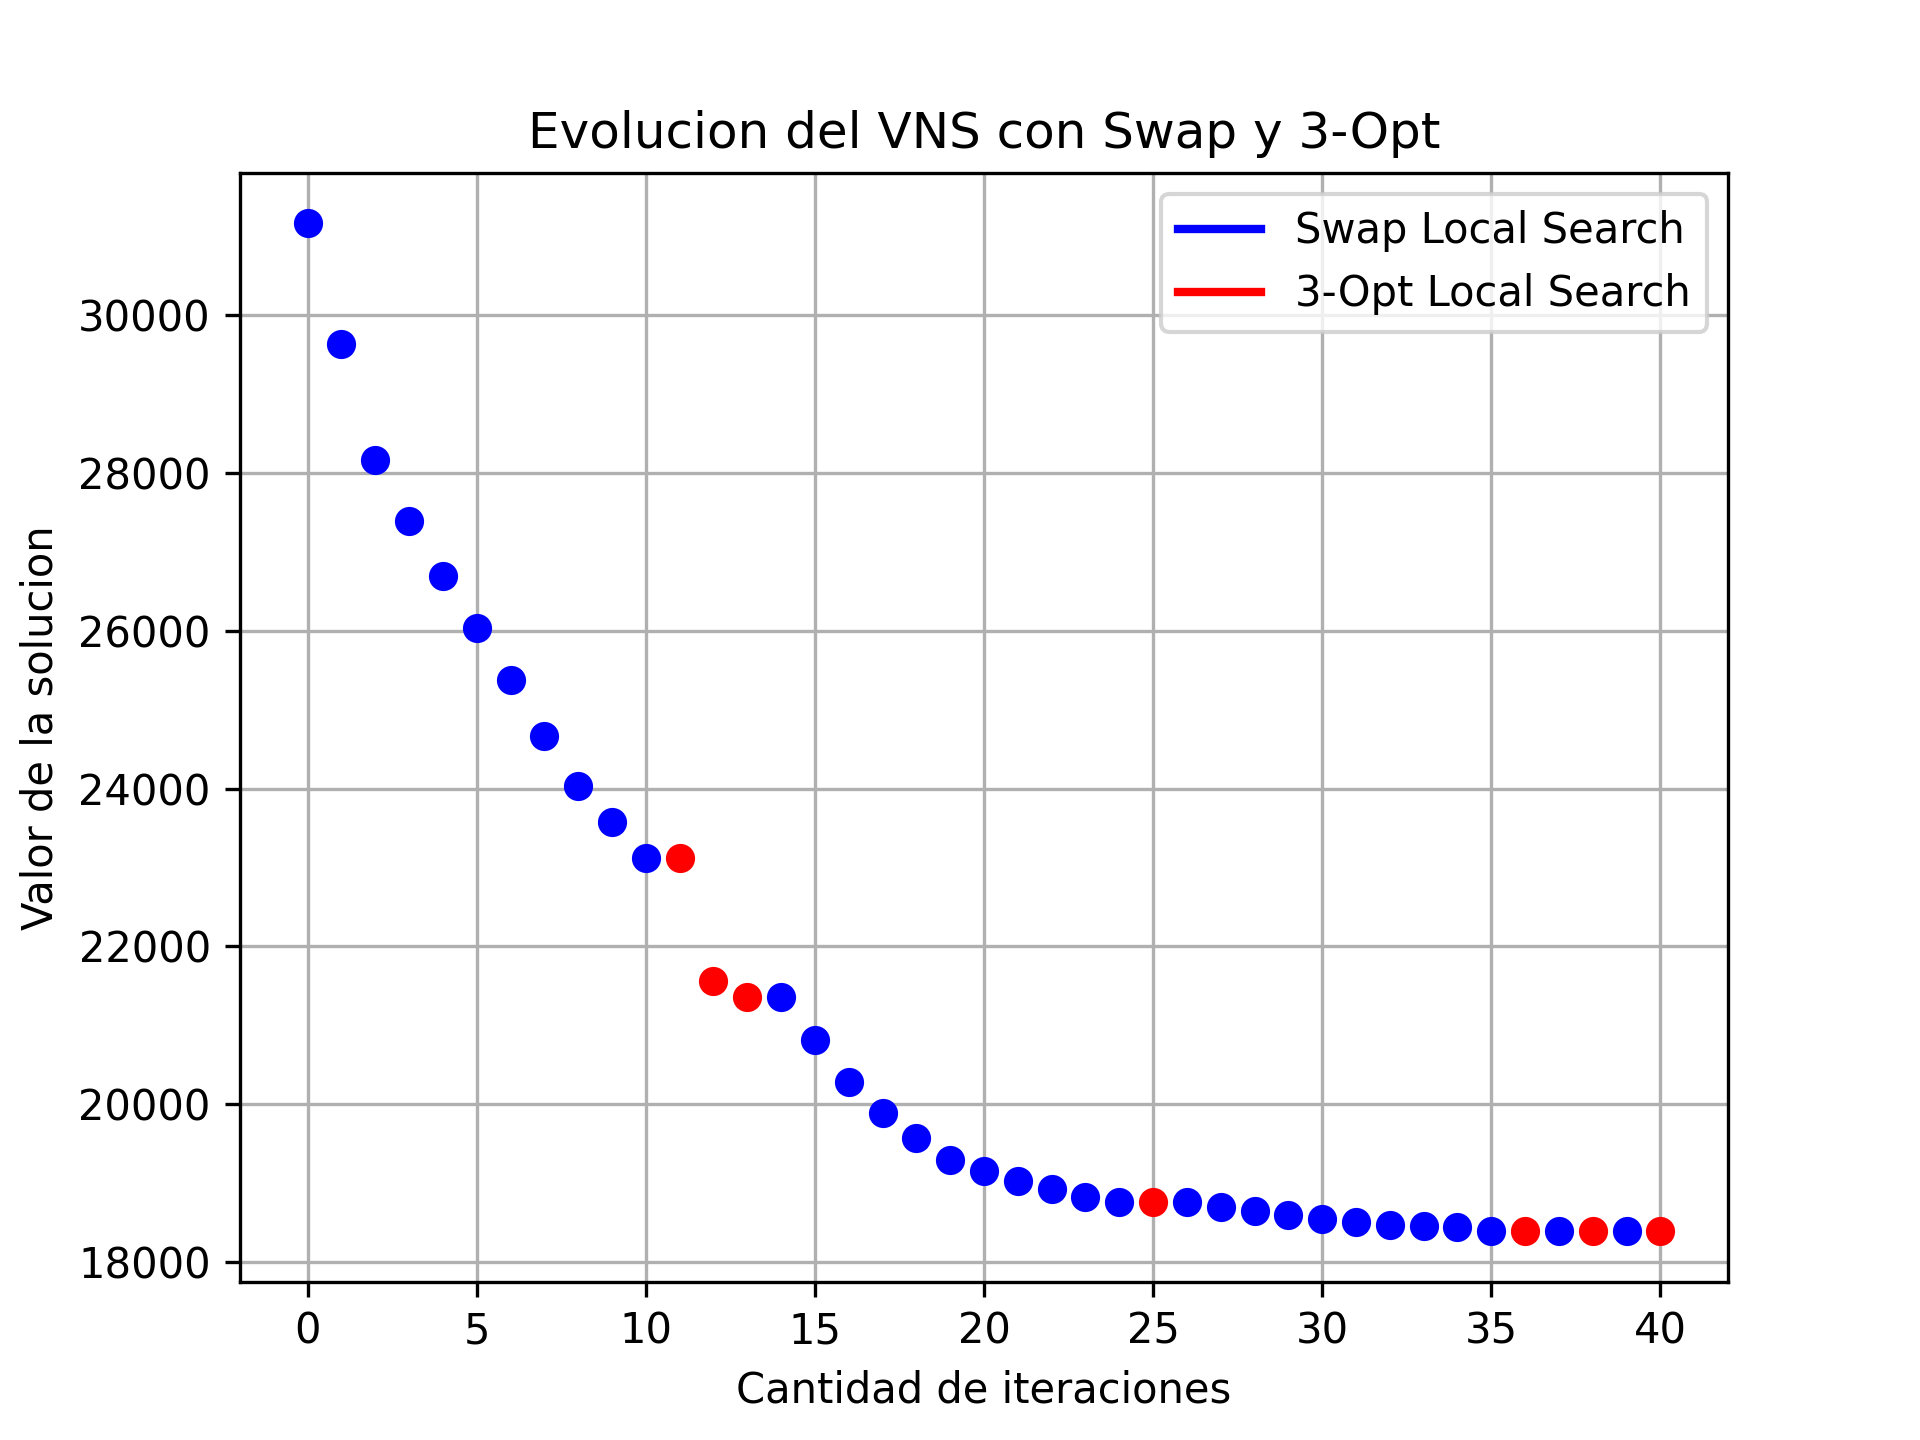 Evolucion del VNS con Swap y 3-Opt
Swap Local Search
3-Opt Local Search
Valor de la solucion
30000
28000
26000
24000
22000
20000
18000
0 5 10 15 20 25 30 35 40
Cantidad de iteraciones